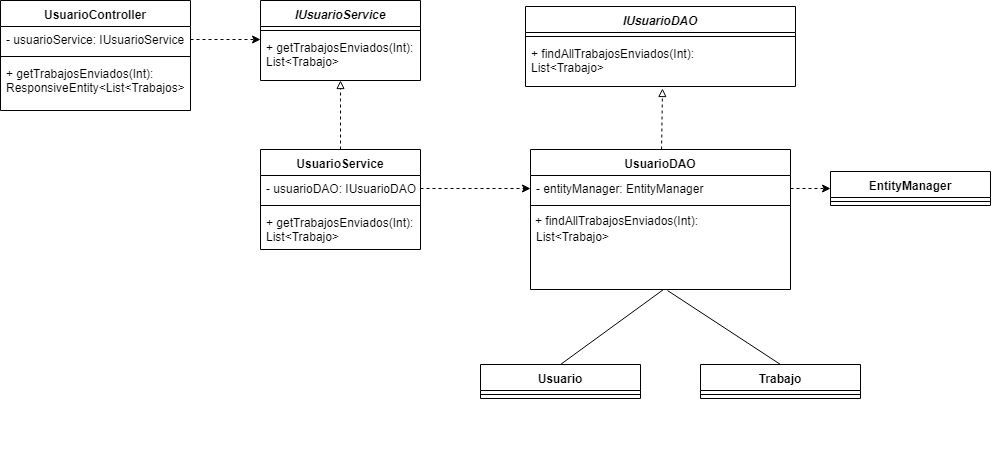 UsuarioController
- usuarioService: IUsuarioService
+ getTrabajosEnviados(Int):
ResponsiveEntity<List<Trabajos>
IUsuarioService
+ getTrabajosEnviados(Int):
List<Trabajo>
IUsuarioDAO
+ findAllTrabajosEnviados(Int):
List<Trabajo>
UsuarioService
- usuarioDAO: IUsuarioDAO
+ getTrabajosEnviados(Int):
List<Trabajo>
UsuarioDAO
- entityManager: EntityManager
+ findAllTrabajosEnviados(Int):
List<Trabajo>
EntityManager
Usuario
Trabajo